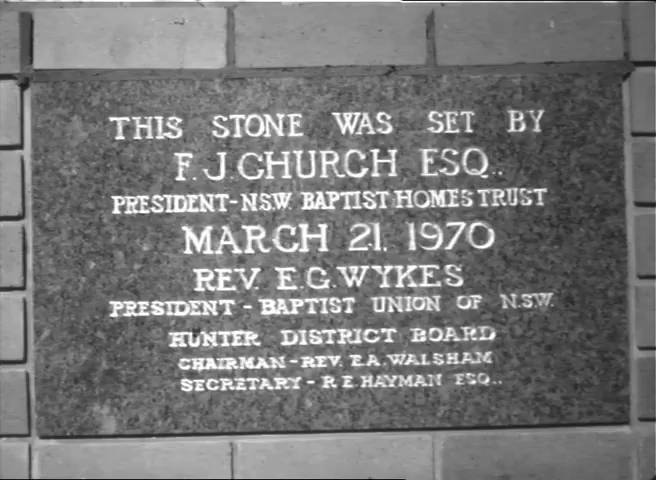 THIS STONE WAS SET BY
F. J. CHURCH ESQ..
PRESIDENT-N.S.W. BAPTIST HOMES TRUST
MARCH 21. 1970
REV. E.G. WYKES
PRESIDENT - BAPTIST UNION OF N.S.W.
HUNTER DISTRICT BOARD
CHAIRMAN - REV. E.A. WALSHAM
SECRETARY - R E HAYMAN ESQ..